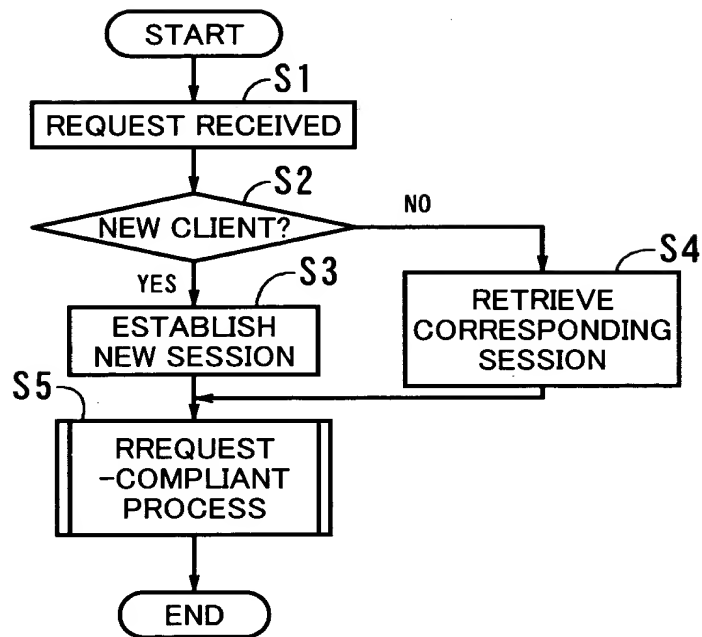 START
S1
REQUEST RECEIVED
S2
NEW CLIENT?
NO
YES
S3
ESTABLISH
NEW SESSION
S4
RETRIEVE
CORRESPONDING
SESSION
S5
RREQUEST
-COMPLIANT
PROCESS
END